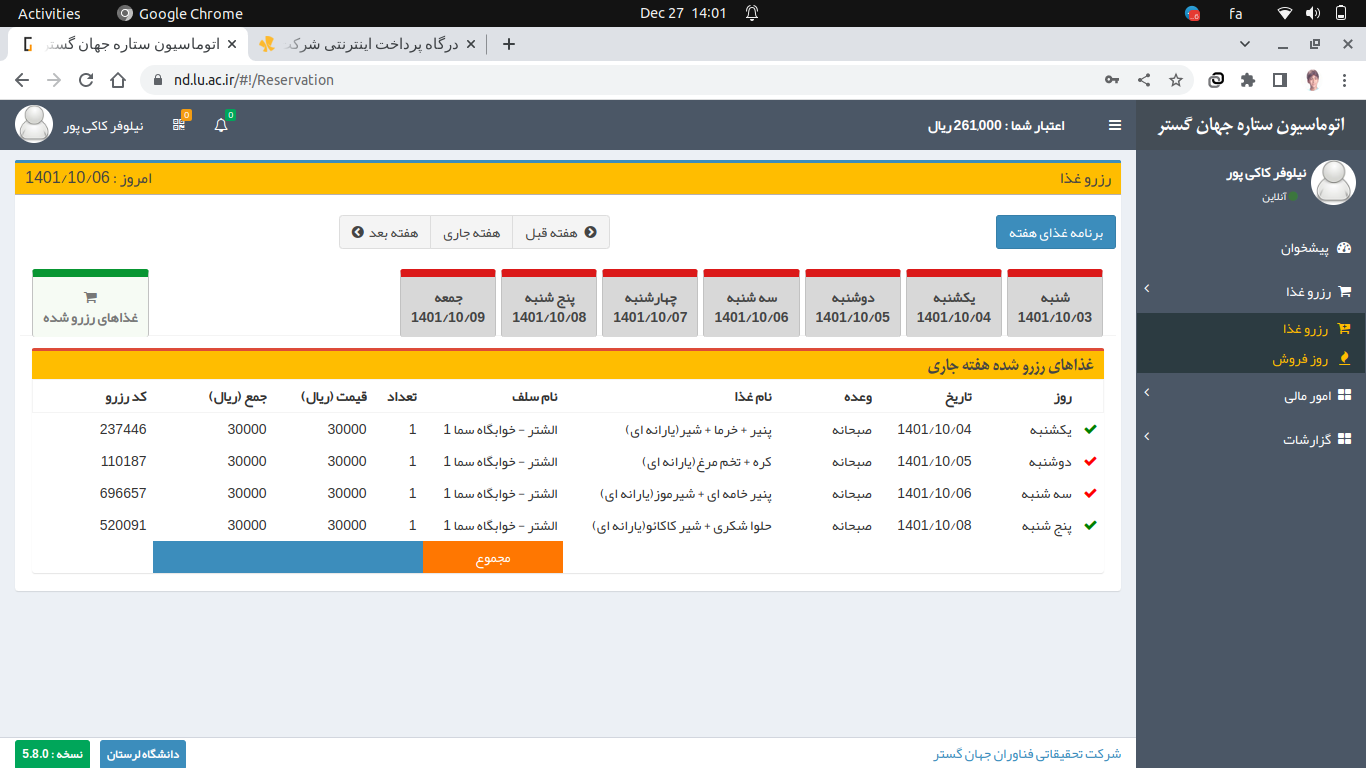 Activities Google Chrome Dec 27 14:01 fa
اتوماسیون ستاره جهان گستر
درگاه پرداخت اینترنتی شرکت
nd.lu.ac.ir/#!/Reservation
اتوماسیون ستاره جهان گستر
اعتبار شما : 261,000 ریال
0
0
نیلوفر کاکی پور
نیلوفر کاکی پور
آنلاین
پیشخوان
رزرو غذا
رزرو غذا
روز فروش
امور مالی
گزارشات
رزرو غذا
امروز : 1401/10/06
برنامه غذای هفته
هفته قبل
هفته جاری
هفته بعد
شنبه
1401/10/03
یکشنبه
1401/10/04
دوشنبه
1401/10/05
سه شنبه
1401/10/06
چهارشنبه
1401/10/07
پنج شنبه
1401/10/08
جمعه
1401/10/09
غذاهای رزرو شده
غذاهای رزرو شده هفته جاری
روز تاریخ وعده نام غذا نام سلف تعداد قیمت (ریال) جمع (ریال) کد رزرو
یکشنبه 1401/10/04 صبحانه پنیر + خرما + شیر(یارانه ای) الشتر - خوابگاه سما 1 1 30000 30000 237446
دوشنبه 1401/10/05 صبحانه کره + تخم مرغ(یارانه ای) الشتر - خوابگاه سما 1 1 30000 30000 110187
سه شنبه 1401/10/06 صبحانه پنیر خامه ای + شیرموز(یارانه ای) الشتر - خوابگاه سما 1 1 30000 30000 696657
پنج شنبه 1401/10/08 صبحانه حلوا شکری + شیر کاکائو(یارانه ای) الشتر - خوابگاه سما 1 1 30000 30000 520091
مجموع
شرکت تحقیقاتی فناوران جهان گستر
دانشگاه لرستان
نسخه : 5.8.0